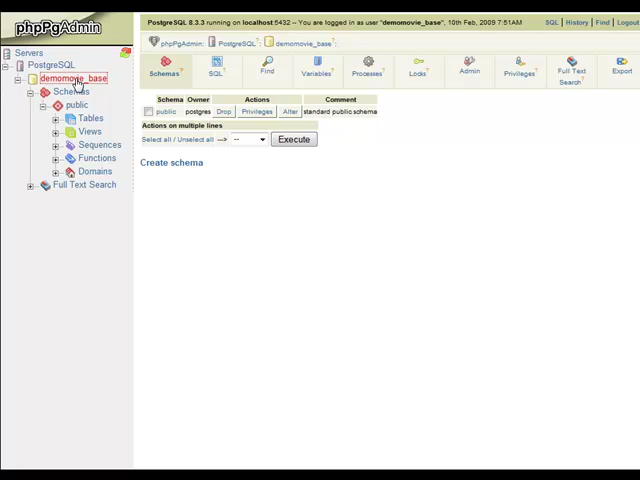 phpPgAdmin
Servers
PostgreSQL
demomovie_base
Schemas
public
Tables
Views
Sequences
Functions
Domains
Full Text Search
PostgreSQL 8.3.3 running on localhost:5432 -- You are logged in as user "demomovie_base", 10th Feb, 2009 7:51AM
SQL | History | Find | Logout
phpPgAdmin: PostgreSQL?: demomovie_base?:
Schemas? SQL? Find Variables? Processes? Locks? Admin Privileges? Full Text Search? Export
Schema Owner Actions Comment
public postgres Drop Privileges Alter standard public schema
Actions on multiple lines
Select all / Unselect all ---> -- Execute
Create schema